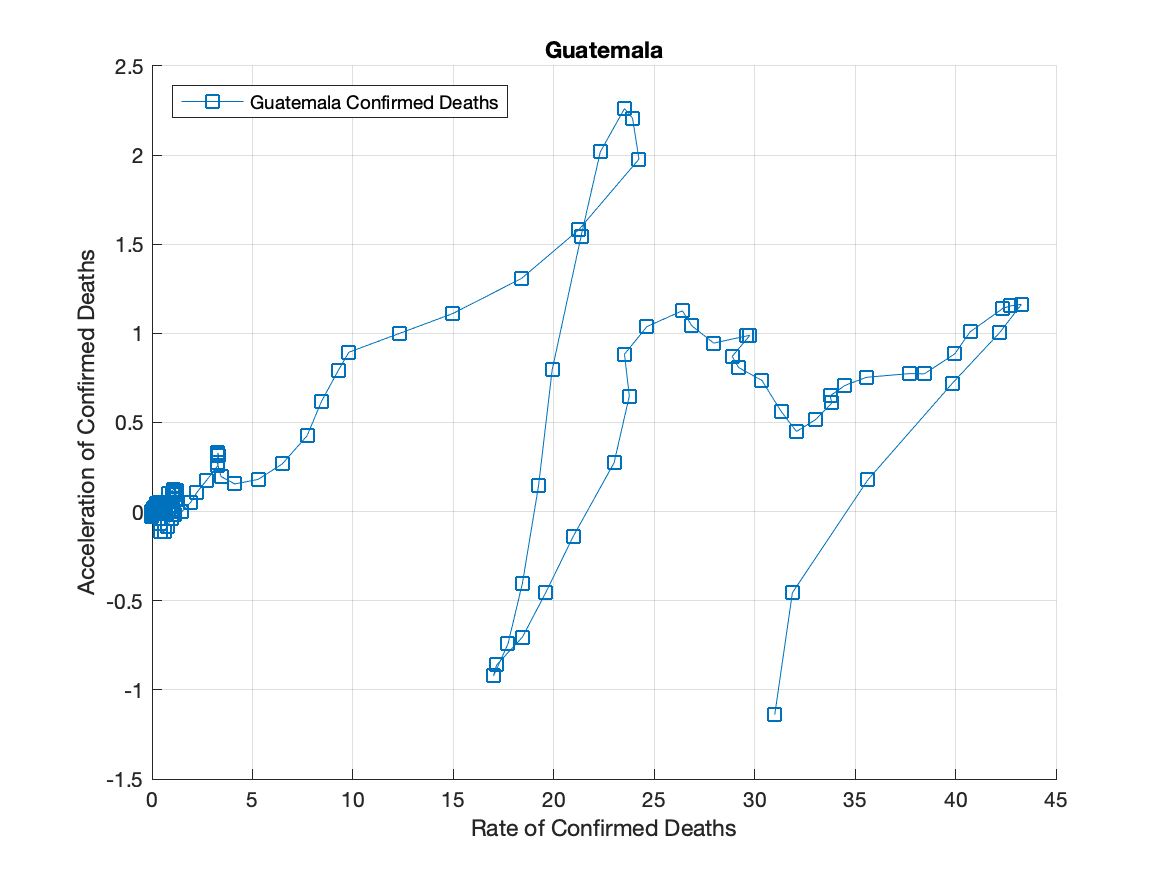 Guatemala
2.5
Guatemala Confirmed Deaths
2
1.5
1
0.5
0
-0.5
-1
-1.5
Acceleration of Confirmed Deaths
0 5 10 15 20 25 30 35 40 45
Rate of Confirmed Deaths